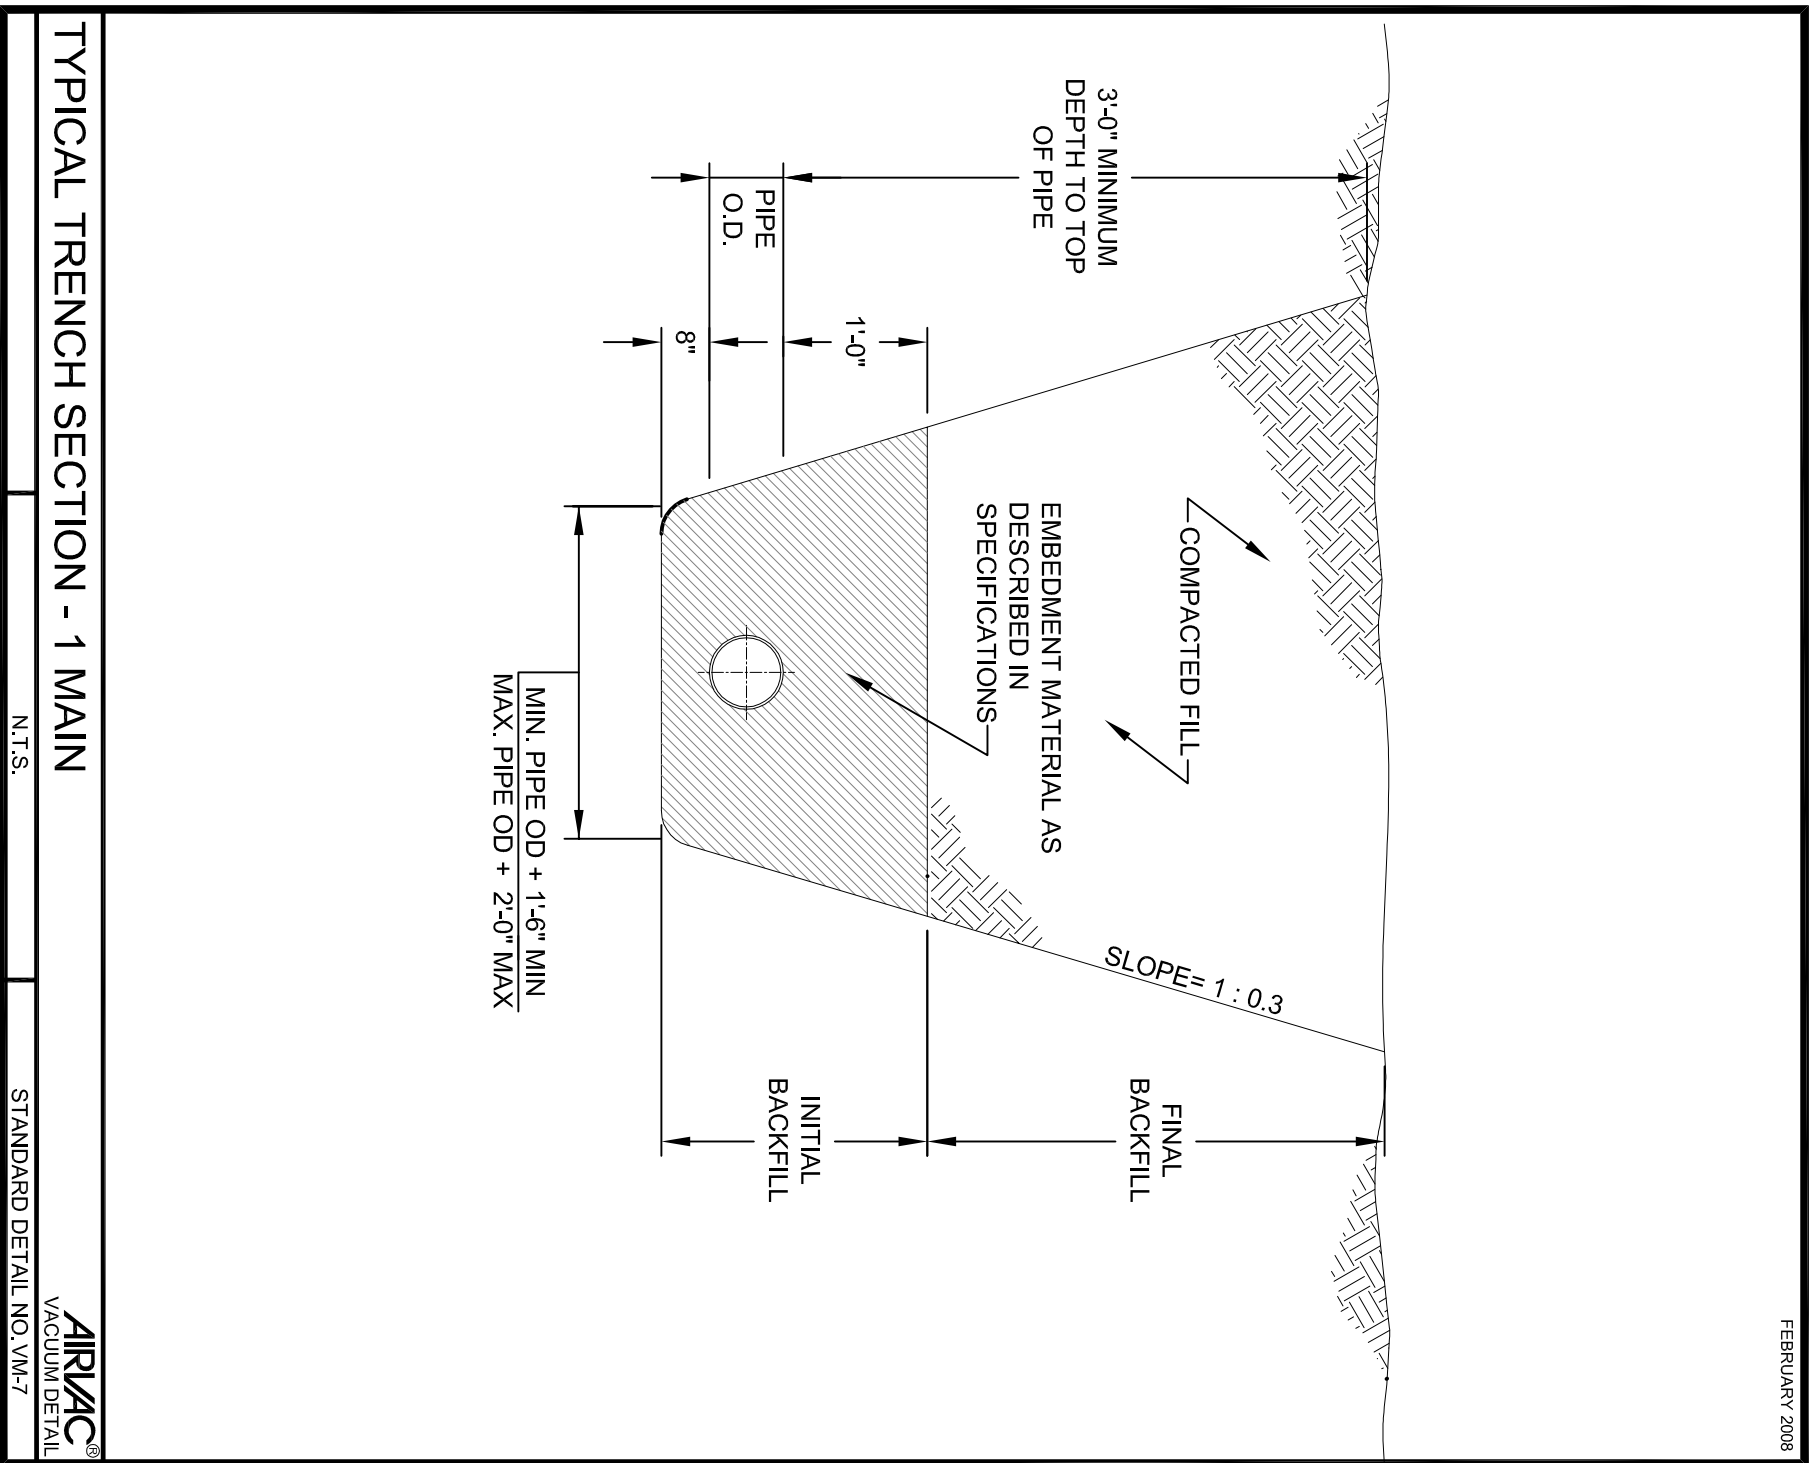 FEBRUARY 2008
3'-0" MINIMUM
DEPTH TO TOP
OF PIPE
PIPE
O.D.
1'-0"
8"
COMPACTED FILL
EMBEDMENT MATERIAL AS
DESCRIBED IN
SPECIFICATIONS
SLOPE= 1 : 0.3
FINAL
BACKFILL
INITIAL
BACKFILL
MIN. PIPE OD + 1'-6" MIN
MAX. PIPE OD + 2'-0" MAX
TYPICAL TRENCH SECTION - 1 MAIN
AIRVAC®
VACUUM DETAIL
N.T.S.
STANDARD DETAIL NO.VM-7